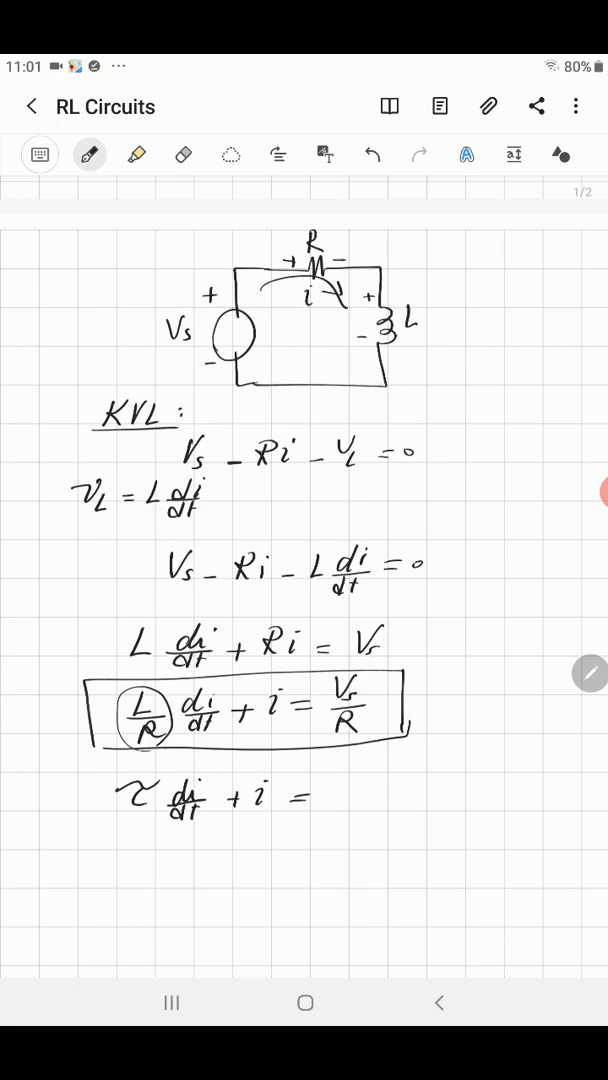 11:01 ... 80%
RL Circuits
T A
1/2
R
+ -
+ i + L
Vs
- -
KVL :
Vs - Ri - VL = 0
VL = L di/dt
Vs - Ri - L di/dt = 0
L di/dt + Ri = Vs
L/R di/dt + i = Vs/R
τ di/dt + i =